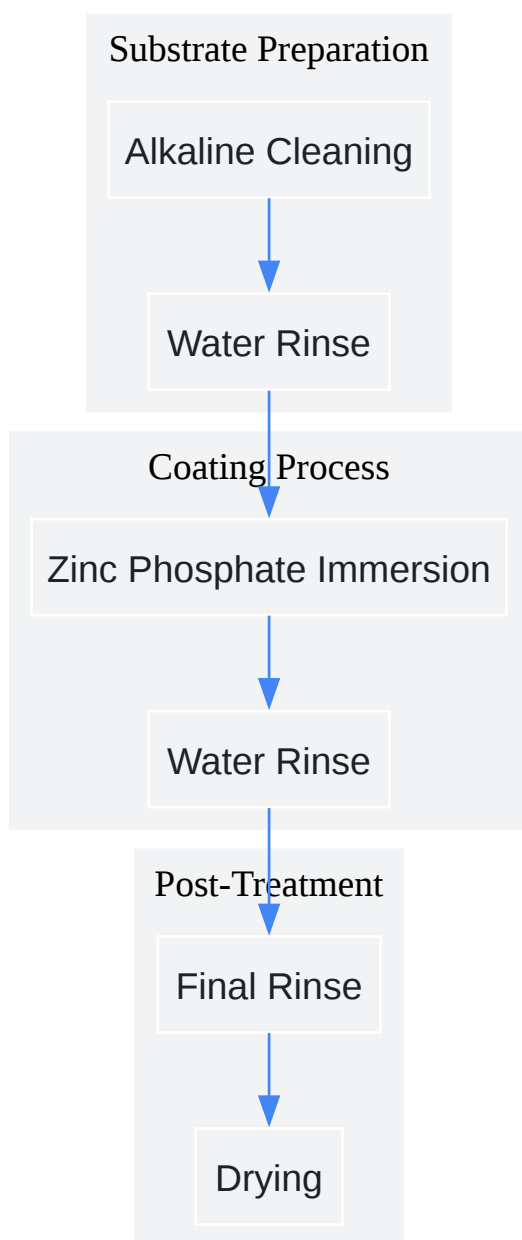 Substrate Preparation
Alkaline Cleaning
Water Rinse
Coating Process
Zinc Phosphate Immersion
Water Rinse
Post-Treatment
Final Rinse
Drying